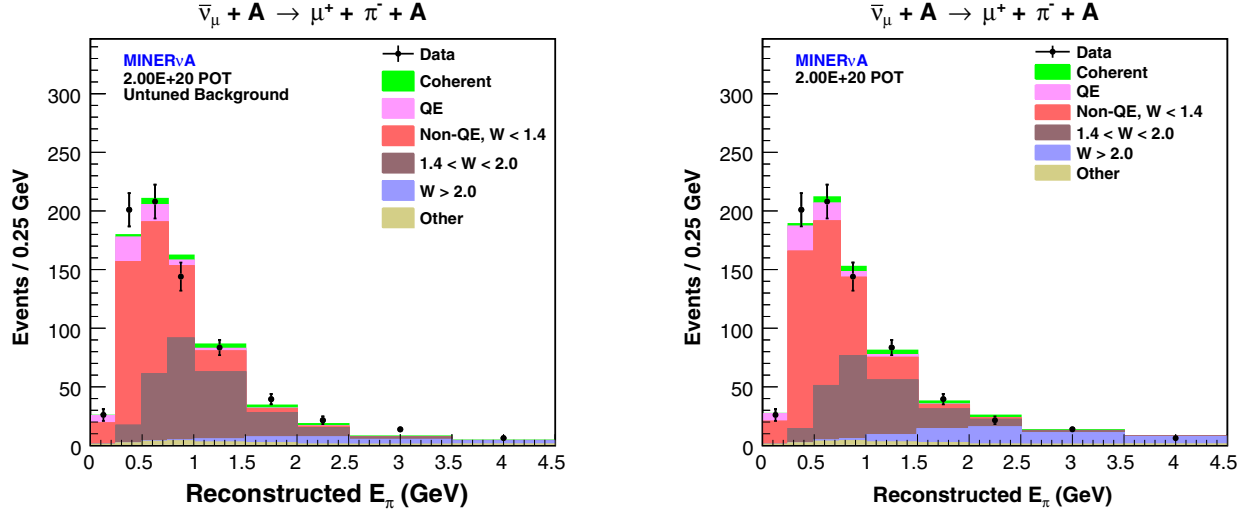 ν̄μ + A → μ⁺ + π⁻ + A
MINERνA
2.00E+20 POT
Untuned Background
Data
Coherent
QE
Non-QE, W < 1.4
1.4 < W < 2.0
W > 2.0
Other
Events / 0.25 GeV
300
250
200
150
100
50
0
0 0.5 1 1.5 2 2.5 3 3.5 4 4.5
Reconstructed Eπ (GeV)
ν̄μ + A → μ⁺ + π⁻ + A
MINERνA
2.00E+20 POT
Data
Coherent
QE
Non-QE, W < 1.4
1.4 < W < 2.0
W > 2.0
Other
Events / 0.25 GeV
300
250
200
150
100
50
0
0 0.5 1 1.5 2 2.5 3 3.5 4 4.5
Reconstructed Eπ (GeV)